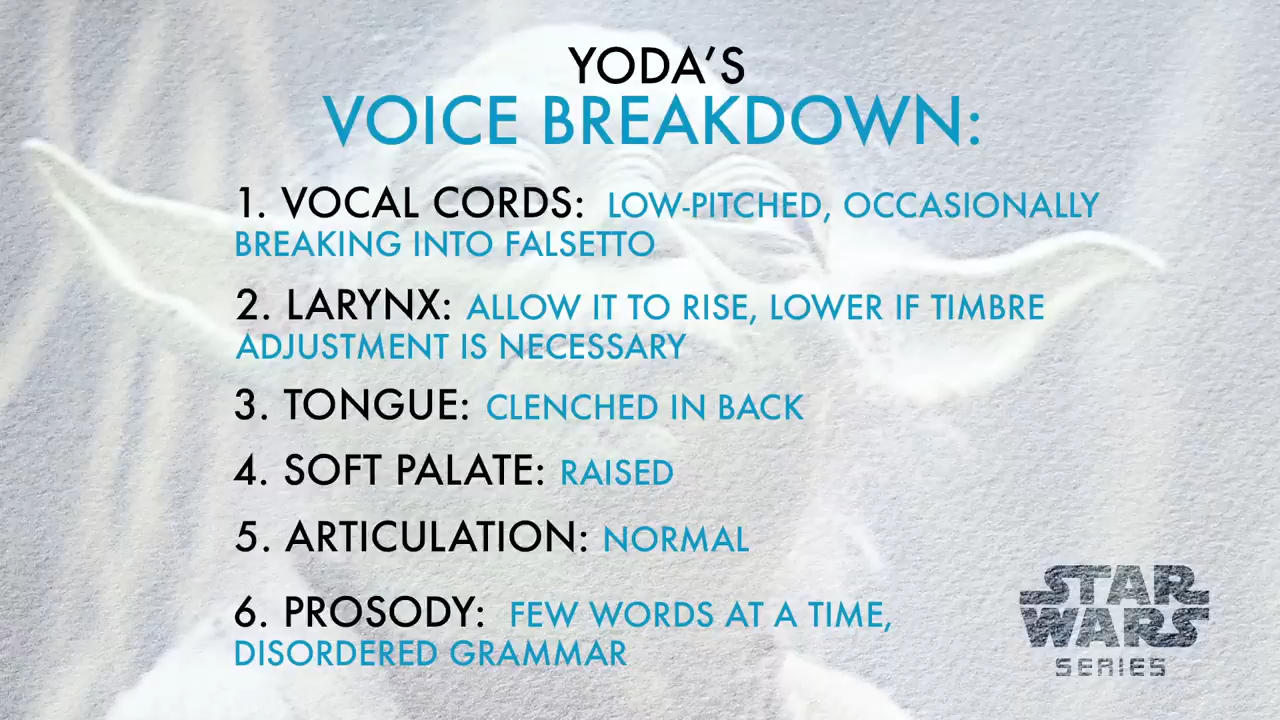 YODA'S
VOICE BREAKDOWN:
1. VOCAL CORDS: LOW-PITCHED, OCCASIONALLY
BREAKING INTO FALSETTO
2. LARYNX: ALLOW IT TO RISE, LOWER IF TIMBRE
ADJUSTMENT IS NECESSARY
3. TONGUE: CLENCHED IN BACK
4. SOFT PALATE: RAISED
5. ARTICULATION: NORMAL
6. PROSODY: FEW WORDS AT A TIME,
DISORDERED GRAMMAR
STAR
WARS
SERIES